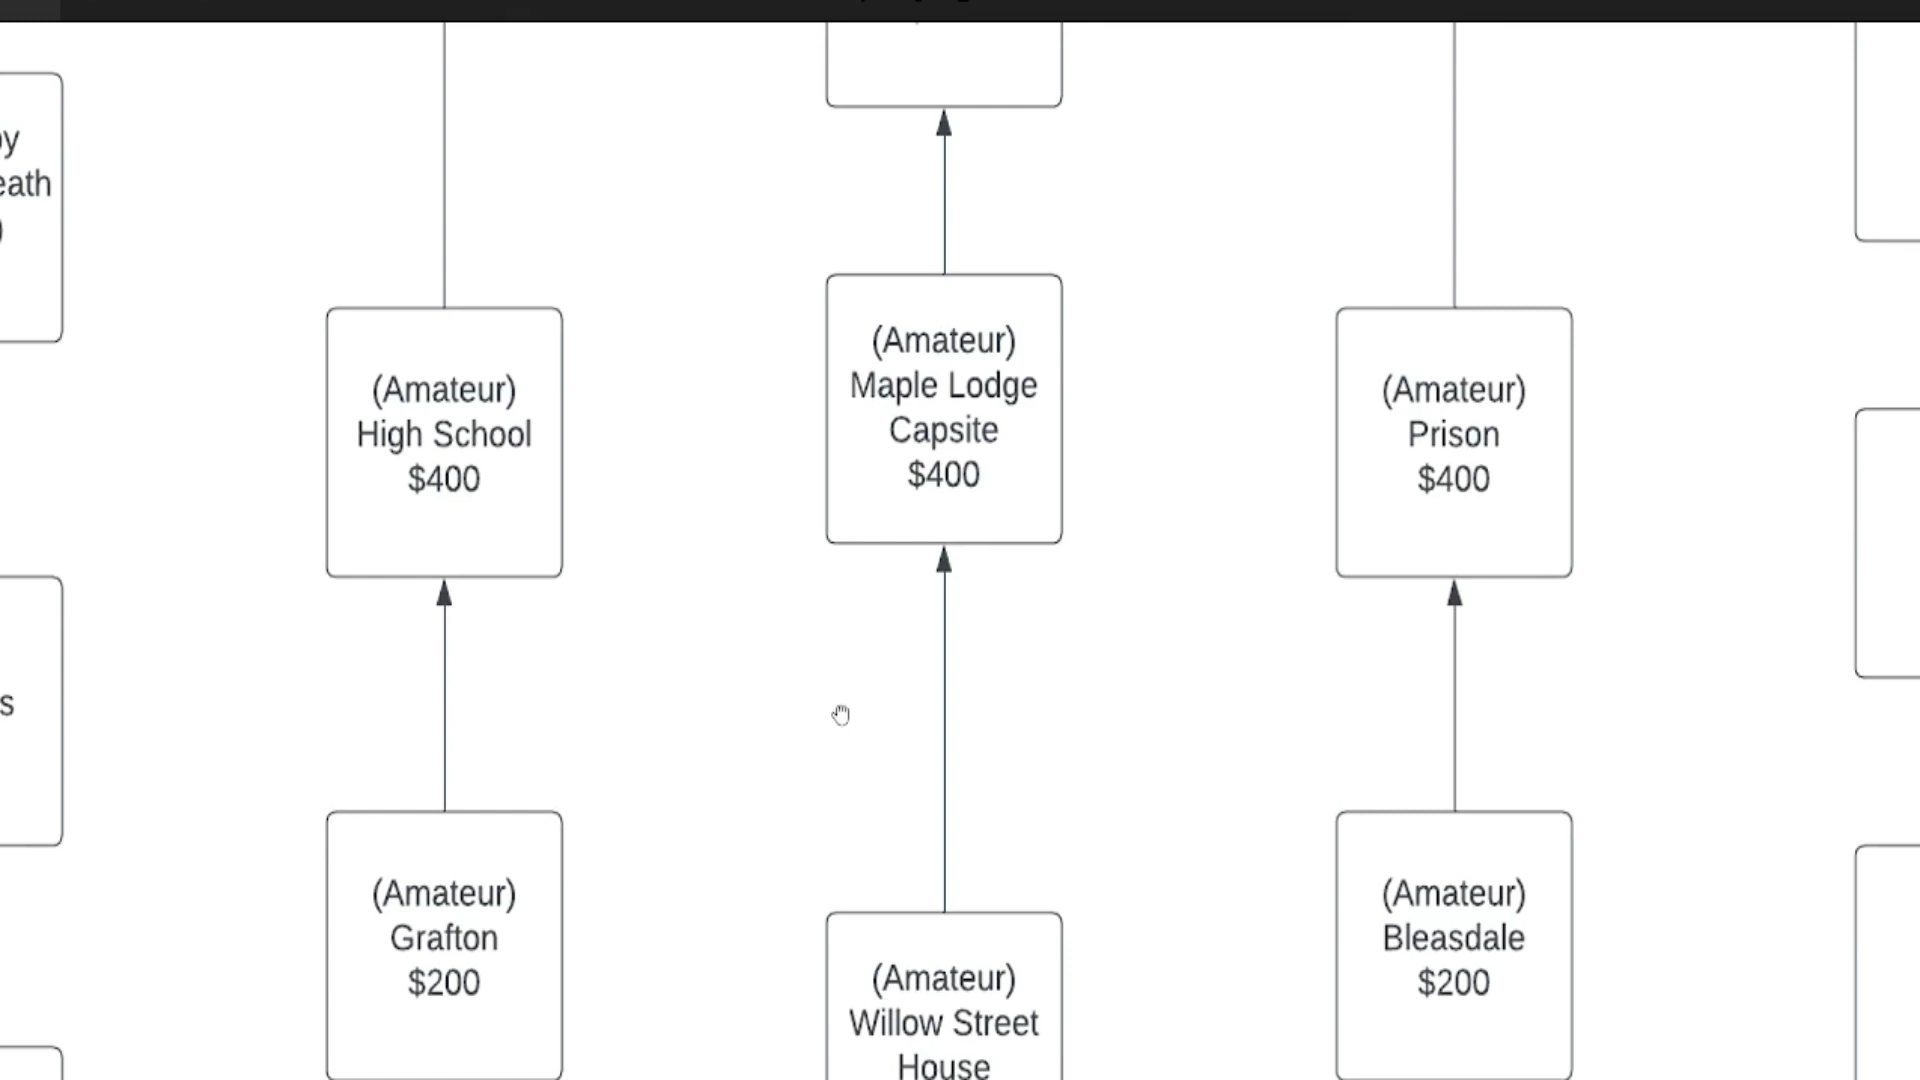 (Amateur)
High School
$400
(Amateur)
Maple Lodge
Capsite
$400
(Amateur)
Prison
$400
(Amateur)
Grafton
$200
(Amateur)
Willow Street
House
(Amateur)
Bleasdale
$200